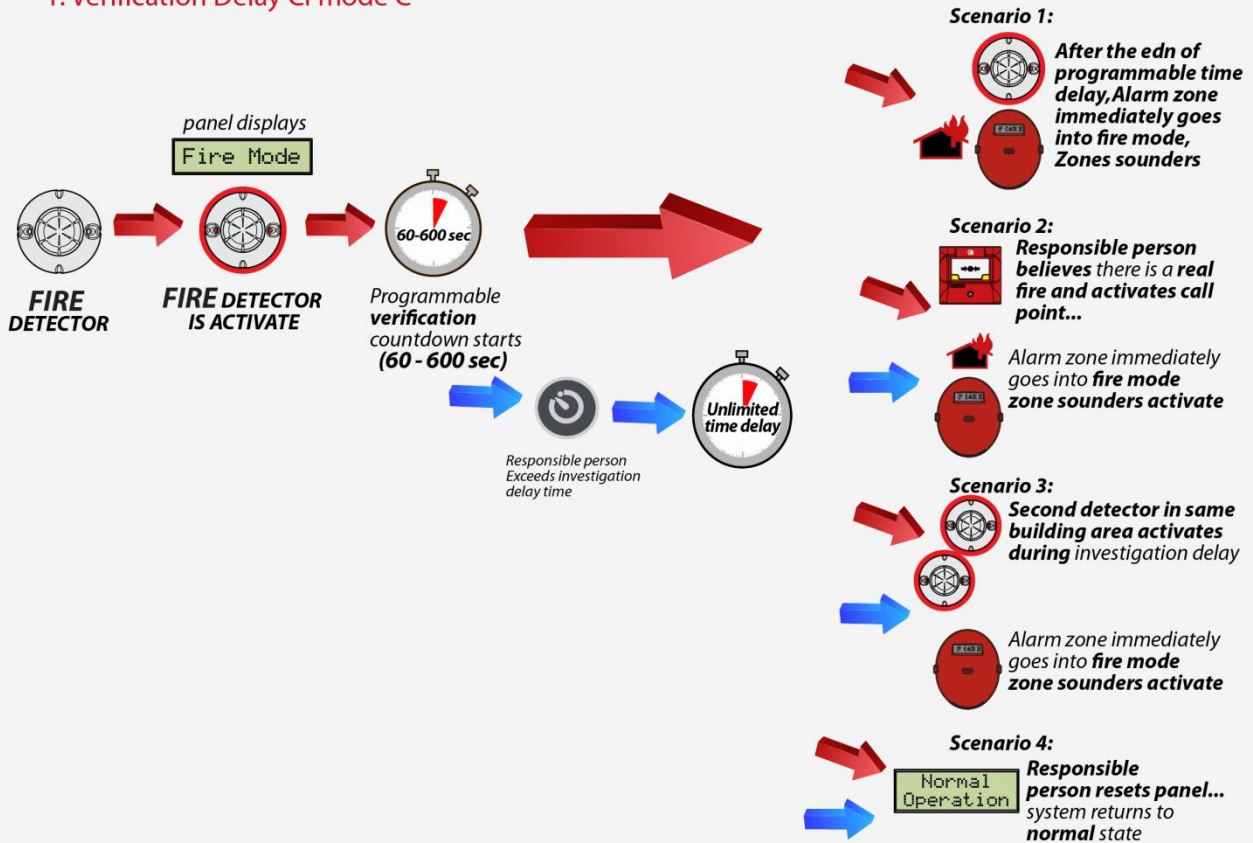 1. Verification Delay CI mode C
panel displays
Fire Mode
FIRE
DETECTOR
FIRE DETECTOR
IS ACTIVATE
60-600 sec
Programmable
verification
countdown starts
(60 - 600 sec)
Responsible person
Exceeds investigation
delay time
Unlimited
time delay
Scenario 1:
After the edn of
programmable time
delay,Alarm zone
immediately goes
into fire mode,
Zones sounders
Scenario 2:
Responsible person
believes there is a real
fire and activates call
point...
Alarm zone immediately
goes into fire mode
zone sounders activate
Scenario 3:
Second detector in same
building area activates
during investigation delay
Alarm zone immediately
goes into fire mode
zone sounders activate
Scenario 4:
Normal
Operation
Responsible
person resets panel...
system returns to
normal state